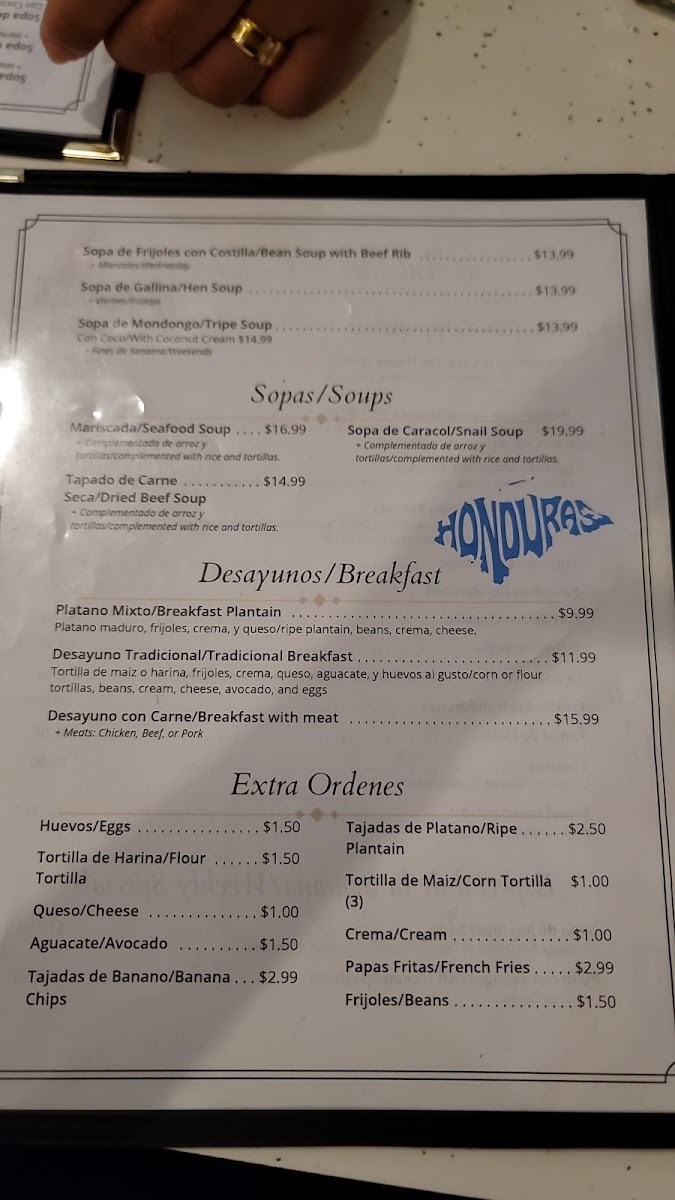 Sopa de Frijoles con Costilla/Bean Soup with Beef Rib ................. $13.99
+ Miercoles/Wednesday
Sopa de Gallina/Hen Soup ........................................ $13.99
+ Viernes/Fridays
Sopa de Mondongo/Tripe Soup .................................... $13.99
Con Coco/With Coconut Cream $14.99
+ Fines de Semama/Weekends
Sopas/Soups
Mariscada/Seafood Soup .... $16.99
+ Complementada de arroz y
tortillas/complemented with rice and tortillas.
Tapado de Carne ........... $14.99
Seca/Dried Beef Soup
+ Complementada de arroz y
tortillas/complemented with rice and tortillas.
Sopa de Caracol/Snail Soup $19.99
+ Complementada de arroz y
tortillas/complemented with rice and tortillas.
HONDURAS
Desayunos/Breakfast
Platano Mixto/Breakfast Plantain ..................................... $9.99
Platano maduro, frijoles, crema, y queso/ripe plantain, beans, crema, cheese.
Desayuno Tradicional/Tradicional Breakfast ........................... $11.99
Tortilla de maiz o harina, frijoles, crema, queso, aguacate, y huevos al gusto/corn or flour
tortillas, beans, cream, cheese, avocado, and eggs
Desayuno con Carne/Breakfast with meat ............................. $15.99
+ Meats: Chicken, Beef, or Pork
Extra Ordenes
Huevos/Eggs ................ $1.50
Tortilla de Harina/Flour ...... $1.50
Tortilla
Queso/Cheese .............. $1.00
Aguacate/Avocado .......... $1.50
Tajadas de Banano/Banana ... $2.99
Chips
Tajadas de Platano/Ripe ...... $2.50
Plantain
Tortilla de Maiz/Corn Tortilla $1.00
(3)
Crema/Cream ............... $1.00
Papas Fritas/French Fries ..... $2.99
Frijoles/Beans ............... $1.50